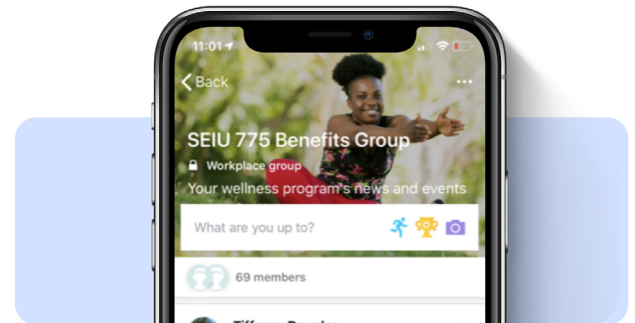 11:01
Back
SEIU 775 Benefits Group
Workplace group
Your wellness program's news and events
What are you up to?
69 members